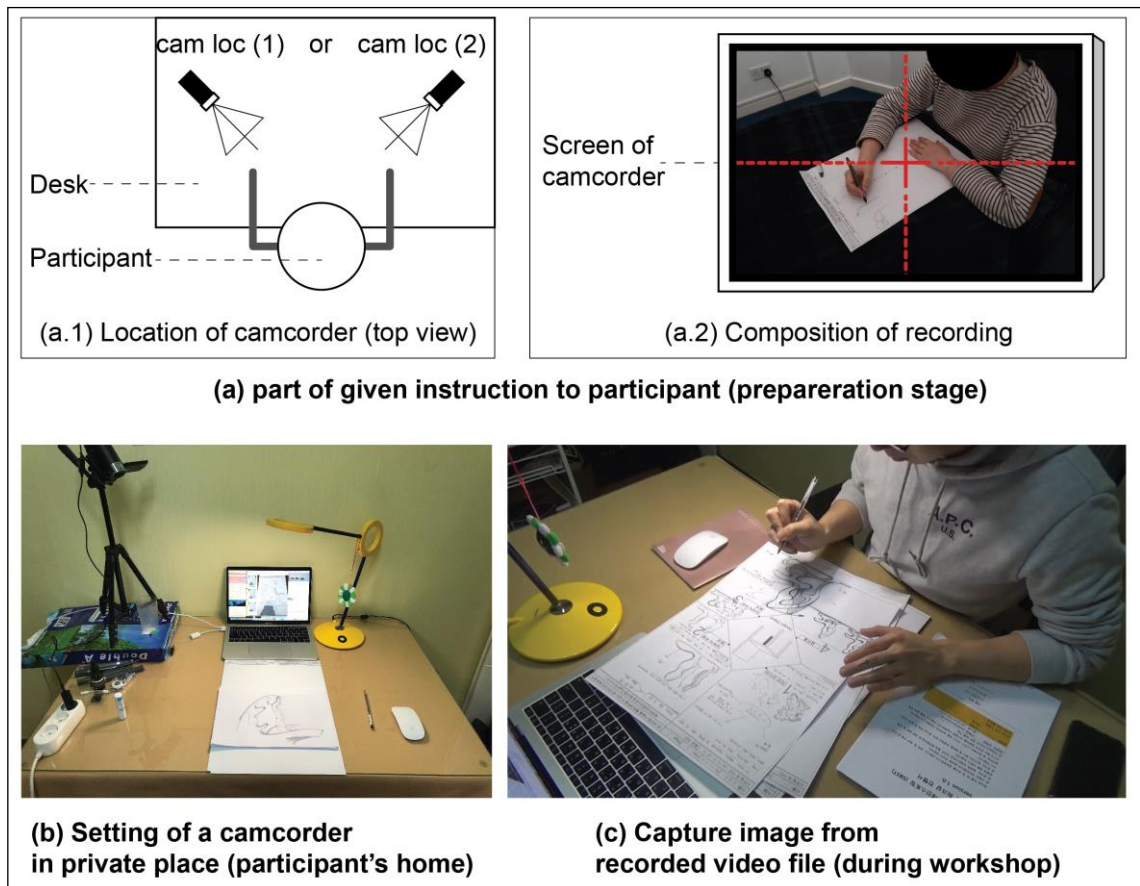 cam loc (1) or cam loc (2)
Desk
Participant
(a.1) Location of camcorder (top view)
Screen of
camcorder
(a.2) Composition of recording
(a) part of given instruction to participant (prepareration stage)
Double A
A.P.C.
U.S.
(b) Setting of a camcorder
in private place (participant's home)
(c) Capture image from
recorded video file (during workshop)